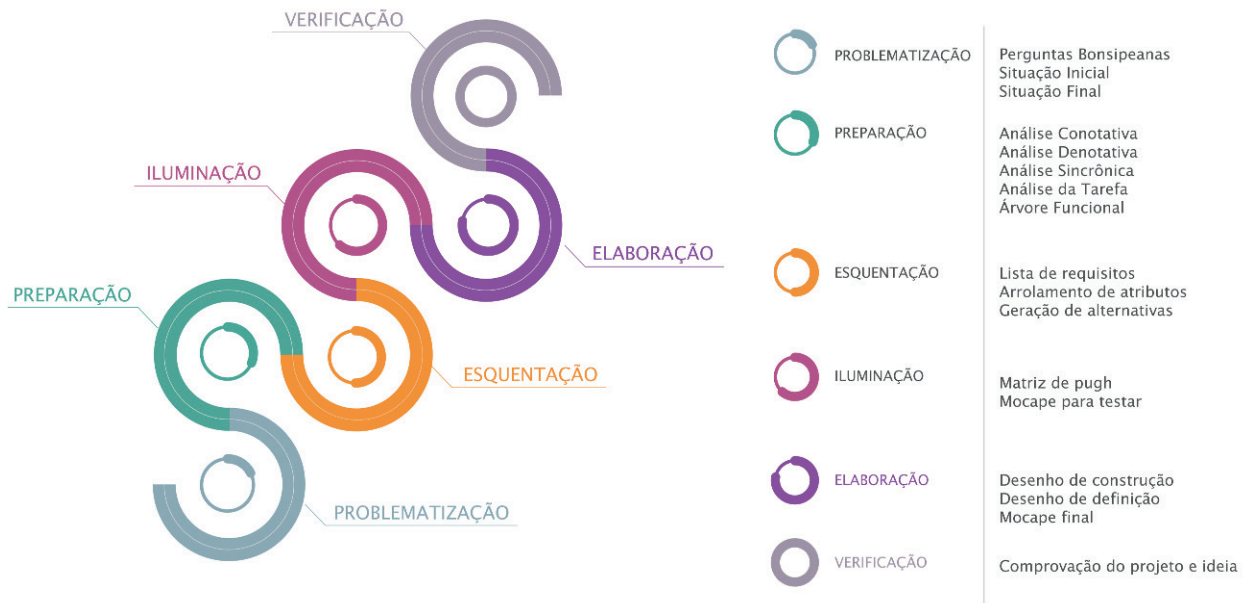 VERIFICAÇÃO
ILUMINAÇÃO
ELABORAÇÃO
PREPARAÇÃO
ESQUENTAÇÃO
PROBLEMATIZAÇÃO
PROBLEMATIZAÇÃO
Perguntas Bonsipeanas
Situação Inicial
Situação Final
PREPARAÇÃO
Análise Conotativa
Análise Denotativa
Análise Sincrônica
Análise da Tarefa
Árvore Funcional
ESQUENTAÇÃO
Lista de requisitos
Arrolamento de atributos
Geração de alternativas
ILUMINAÇÃO
Matriz de pugh
Mocape para testar
ELABORAÇÃO
Desenho de construção
Desenho de definição
Mocape final
VERIFICAÇÃO
Comprovação do projeto e ideia